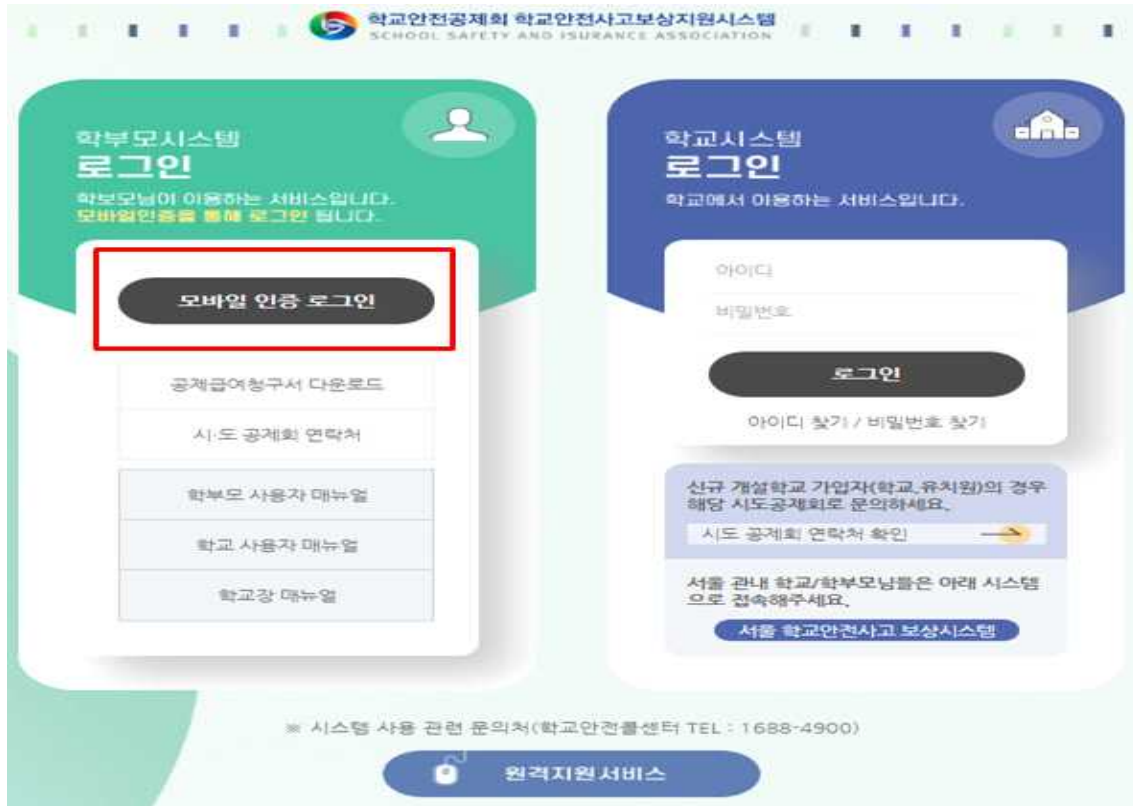 학교안전공제회 학교안전사고보상지원시스템
SCHOOL SAFETY AND ISURANCE ASSOCIATION
학부모시스템
로그인
학보모님이 이용하는 서비스입니다.
모바일인증을 통해 로그인 됩니다.
모바일 인증 로그인
공제급여청구서 다운로드
시·도 공제회 연락처
학부모 사용자 매뉴얼
학교 사용자 매뉴얼
학교장 매뉴얼
학교시스템
로그인
학교에서 이용하는 서비스입니다.
아이디
비밀번호
로그인
아이디 찾기 / 비밀번호 찾기
신규 개설학교 가입자(학교,유치원)의 경우
해당 시도공제회로 문의하세요.
시도 공제회 연락처 확인
서울 관내 학교/학부모님들은 아래 시스템
으로 접속해주세요.
서울 학교안전사고 보상시스템
※ 시스템 사용 관련 문의처(학교안전콜센터 TEL : 1688-4900)
원격지원서비스